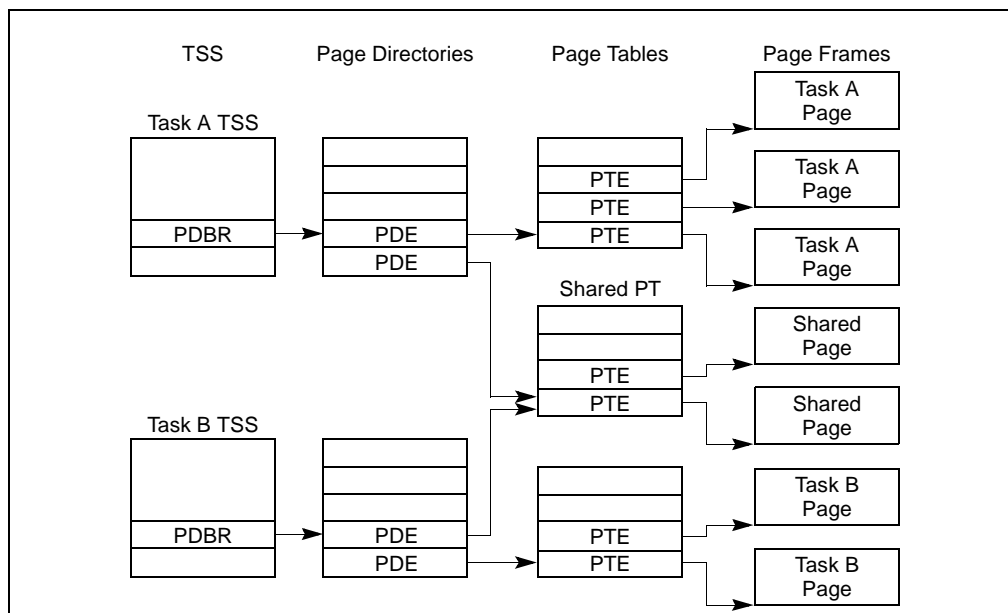 TSS
Page Directories
Page Tables
Page Frames
Task A TSS
PDBR
PDE
PDE
PTE
PTE
PTE
Task A
Page
Task A
Page
Task A
Page
Shared PT
PTE
PTE
Shared
Page
Shared
Page
Task B TSS
PDBR
PDE
PDE
PTE
PTE
Task B
Page
Task B
Page